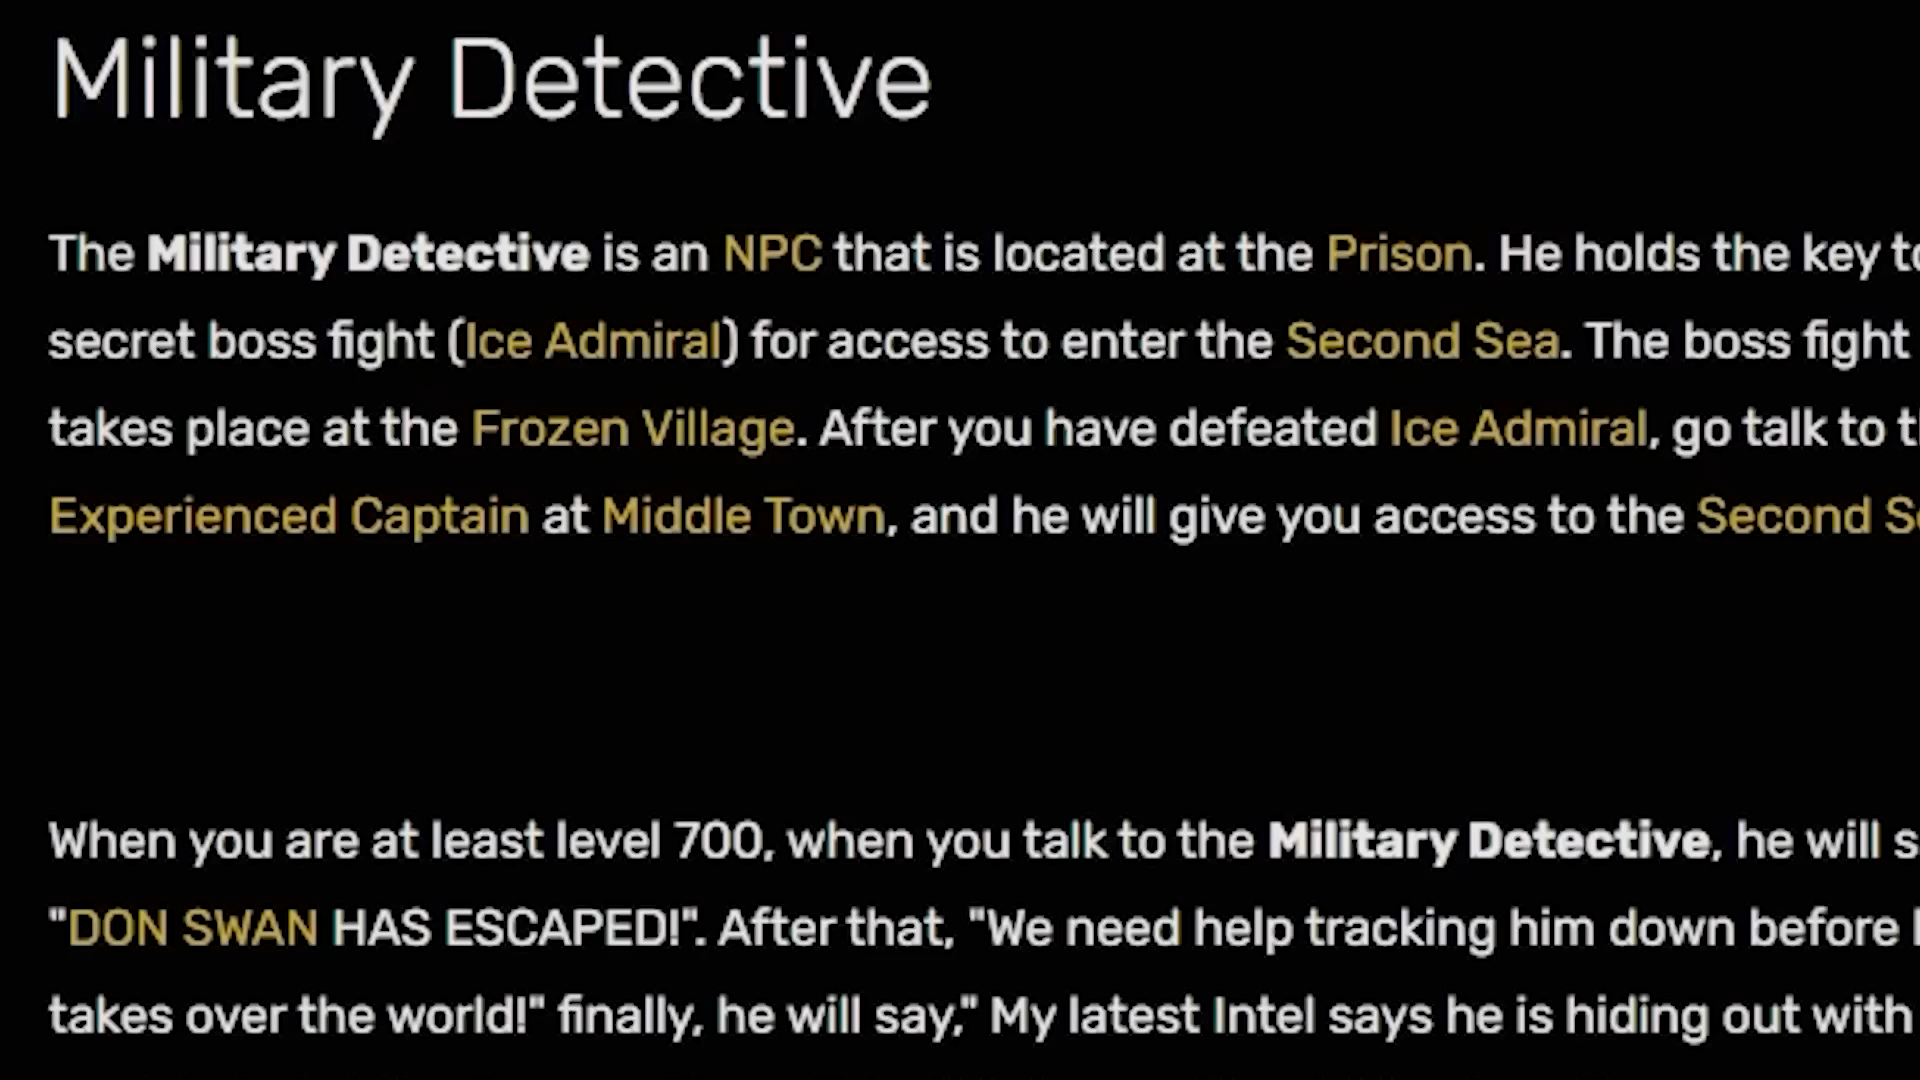 Military Detective
The Military Detective is an NPC that is located at the Prison. He holds the key to
secret boss fight (Ice Admiral) for access to enter the Second Sea. The boss fight
takes place at the Frozen Village. After you have defeated Ice Admiral, go talk to
Experienced Captain at Middle Town, and he will give you access to the Second
When you are at least level 700, when you talk to the Military Detective, he will
"DON SWAN HAS ESCAPED!". After that, "We need help tracking him down before
takes over the world!" finally, he will say," My latest Intel says he is hiding out with